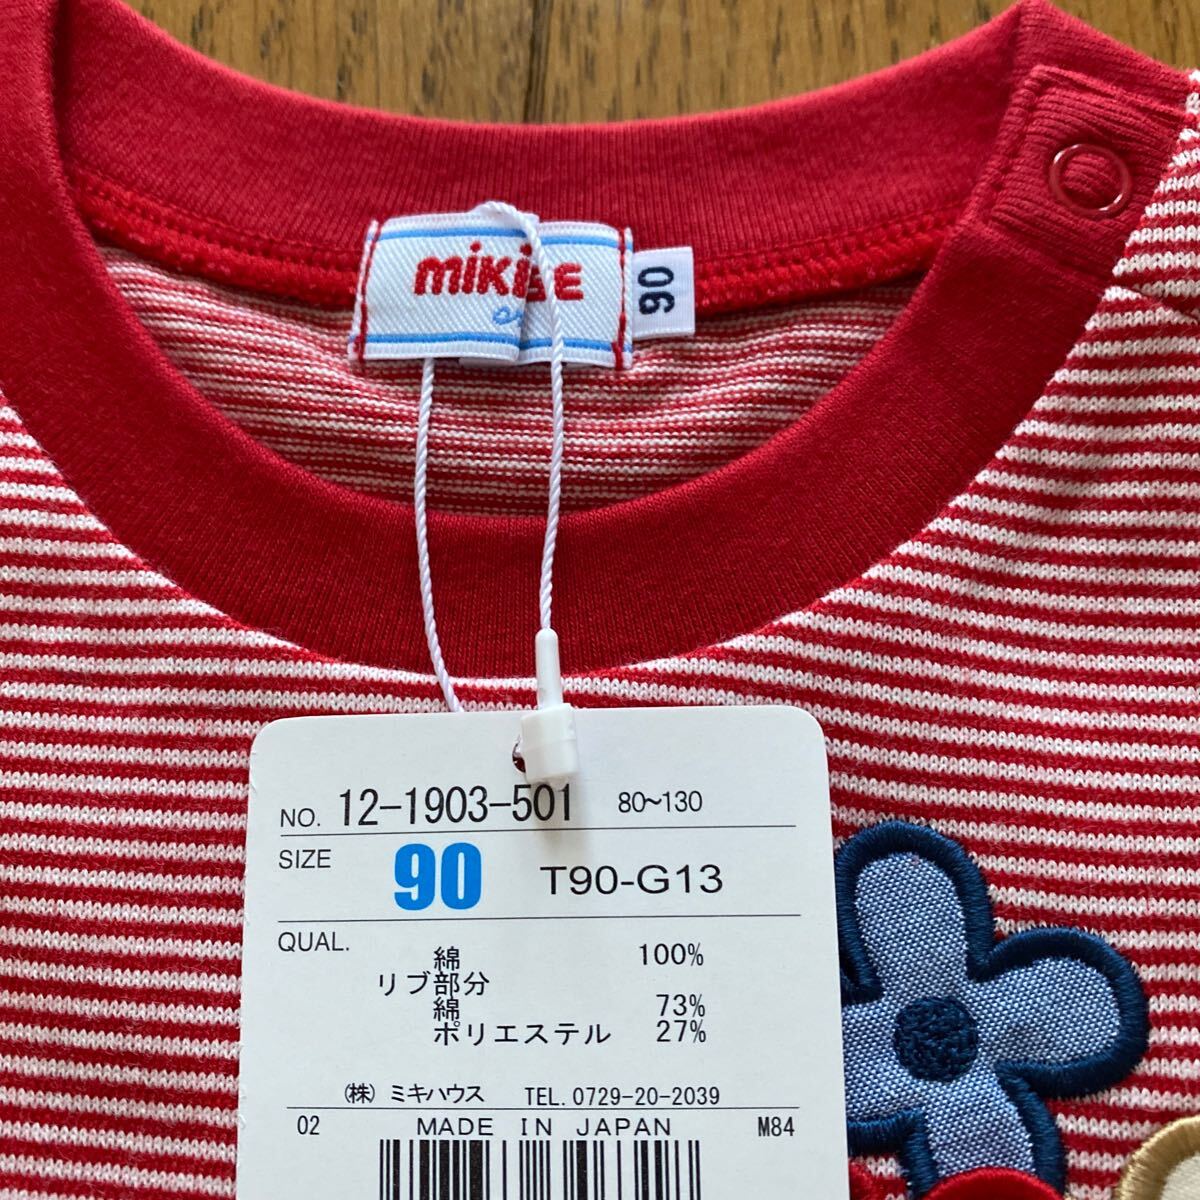 90
NO. 12-1903-501 80~130
SIZE 90 T90-G13
QUAL.
綿 100%
リブ部分
綿 73%
ポリエステル 27%
(株) ミキハウス TEL. 0729-20-2039
02 MADE IN JAPAN M84